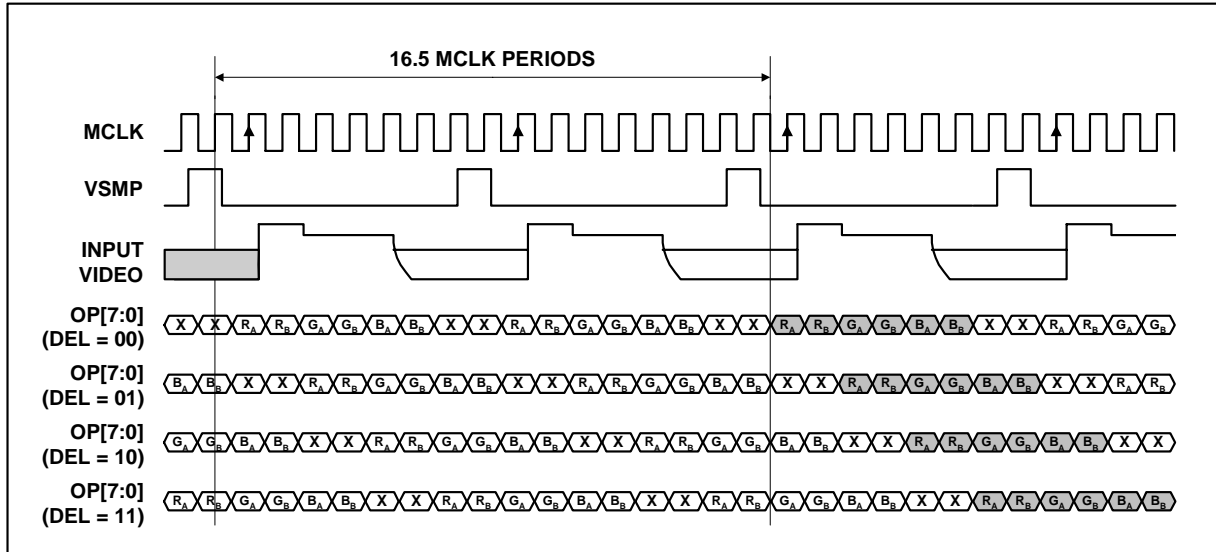 16.5 MCLK PERIODS
MCLK
VSMP
INPUT
VIDEO
OP[7:0]
(DEL = 00)
X X RA RB GA GB BA BB X X RA RB GA GB BA BB X X RA RB GA GB BA BB X X RA RB GA GB
OP[7:0]
(DEL = 01)
BA BB X X RA RB GA GB BA BB X X RA RB GA GB BA BB X X RA RB GA GB BA BB X X RA RB
OP[7:0]
(DEL = 10)
GA GB BA BB X X RA RB GA GB BA BB X X RA RB GA GB BA BB X X RA RB GA GB BA BB X X
OP[7:0]
(DEL = 11)
RA RB GA GB BA BB X X RA RB GA GB BA BB X X RA RB GA GB BA BB X X RA RB GA GB BA BB